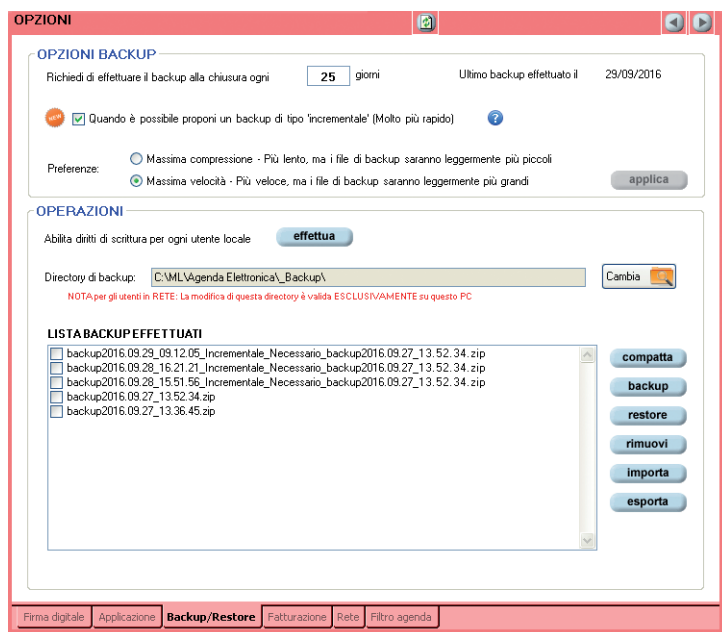 OPZIONI
OPZIONI BACKUP
Richiedi di effettuare il backup alla chiusura ogni 25 giorni Ultimo backup effettuato il 29/09/2016
NEW Quando è possibile proponi un backup di tipo 'incrementale' (Molto più rapido) ?
Preferenze:
Massima compressione - Più lento, ma i file di backup saranno leggermente più piccoli
Massima velocità - Più veloce, ma i file di backup saranno leggermente più grandi
applica
OPERAZIONI
Abilita diritti di scrittura per ogni utente locale effettua
Directory di backup: C:\ML\Agenda Elettronica\_Backup\ Cambia
NOTA per gli utenti in RETE: La modifica di questa directory è valida ESCLUSIVAMENTE su questo PC
LISTA BACKUP EFFETTUATI
backup2016.09.29_09.12.05_Incrementale_Necessario_backup2016.09.27_13.52.34.zip
backup2016.09.28_16.21.21_Incrementale_Necessario_backup2016.09.27_13.52.34.zip
backup2016.09.28_15.51.56_Incrementale_Necessario_backup2016.09.27_13.52.34.zip
backup2016.09.27_13.52.34.zip
backup2016.09.27_13.36.45.zip
compatta
backup
restore
rimuovi
importa
esporta
Firma digitale Applicazione Backup/Restore Fatturazione Rete Filtro agenda